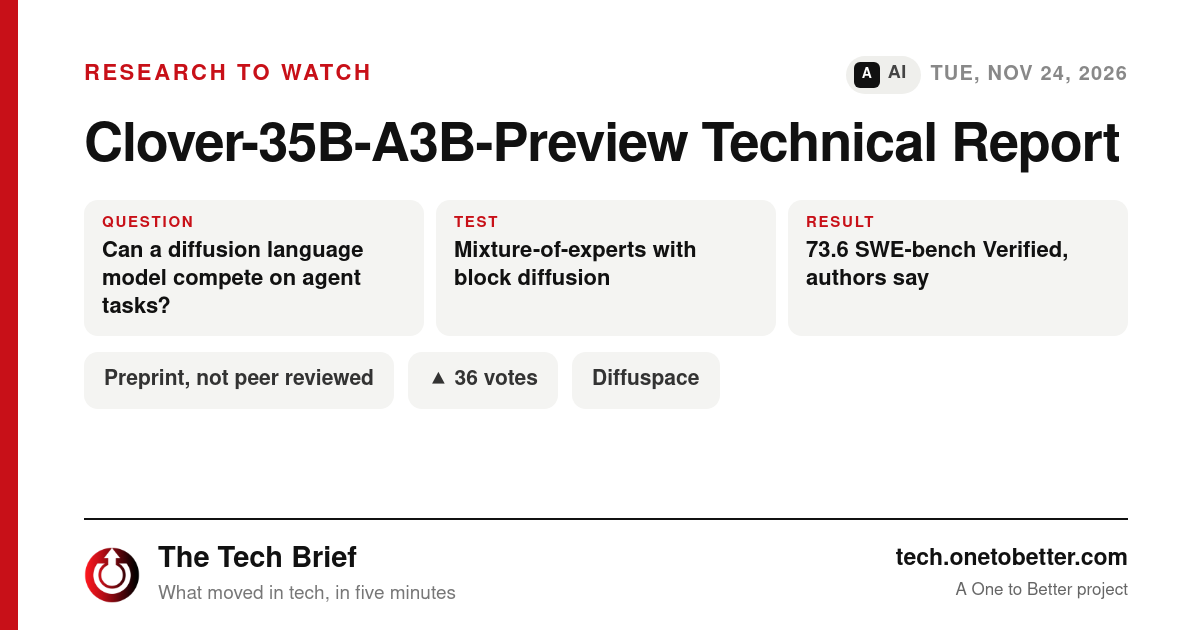 RESEARCH TO WATCH
A AI TUE, NOV 24, 2026
Clover-35B-A3B-Preview Technical Report
QUESTION
Can a diffusion language
model compete on agent
tasks?
TEST
Mixture-of-experts with
block diffusion
RESULT
73.6 SWE-bench Verified,
authors say
Preprint, not peer reviewed
▲ 36 votes
Diffuspace
The Tech Brief
What moved in tech, in five minutes
tech.onetobetter.com
A One to Better project